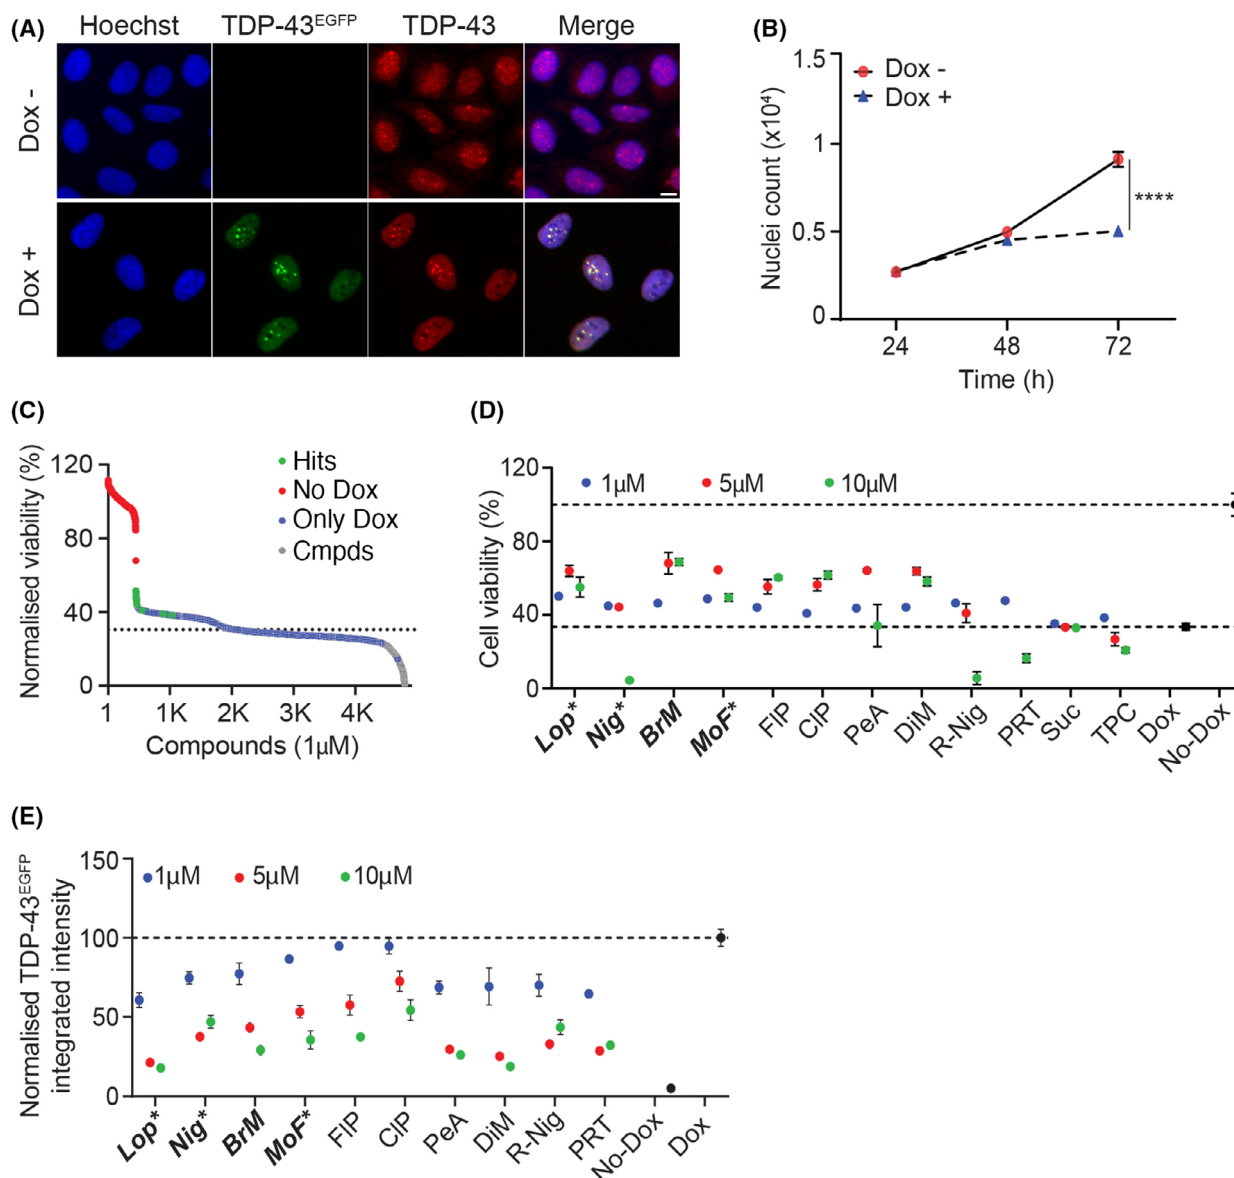 (A)
Hoechst TDP-43EGFP TDP-43 Merge
Dox -
Dox +
(B)
Nuclei count (x10⁴)
1.5
1
0.5
0
Dox -
Dox +
****
24 48 72
Time (h)
(C)
Normalised viability (%)
120
80
40
0
Hits
No Dox
Only Dox
Cmpds
1 1K 2K 3K 4K
Compounds (1µM)
(D)
Cell viability (%)
120
80
40
0
1µM 5µM 10µM
Lop* Nig* BrM MoF* FIP CIP PeA DiM R-Nig PRT Suc TPC Dox No-Dox
(E)
Normalised TDP-43EGFP
integrated intensity
150
100
50
0
1µM 5µM 10µM
Lop* Nig* BrM MoF* FIP CIP PeA DiM R-Nig PRT No-Dox Dox